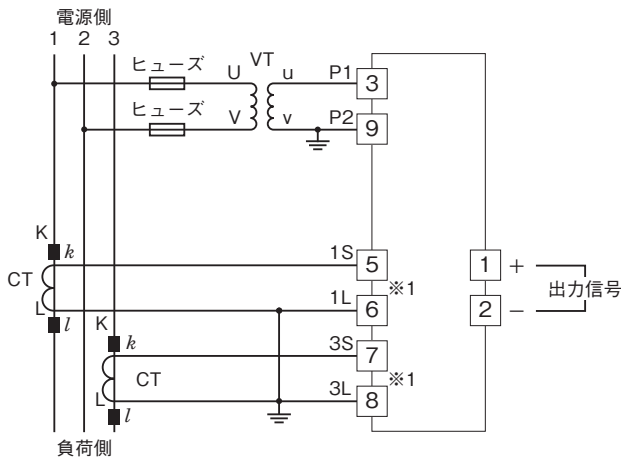 電源側
1 2 3
ヒューズ U VT u P1 3
ヒューズ V v P2 9
K k
CT
L l
1S 5 ※1
1L 6
K k
CT
L l
3S 7 ※1
3L 8
1 +
2 −
出力信号
負荷側